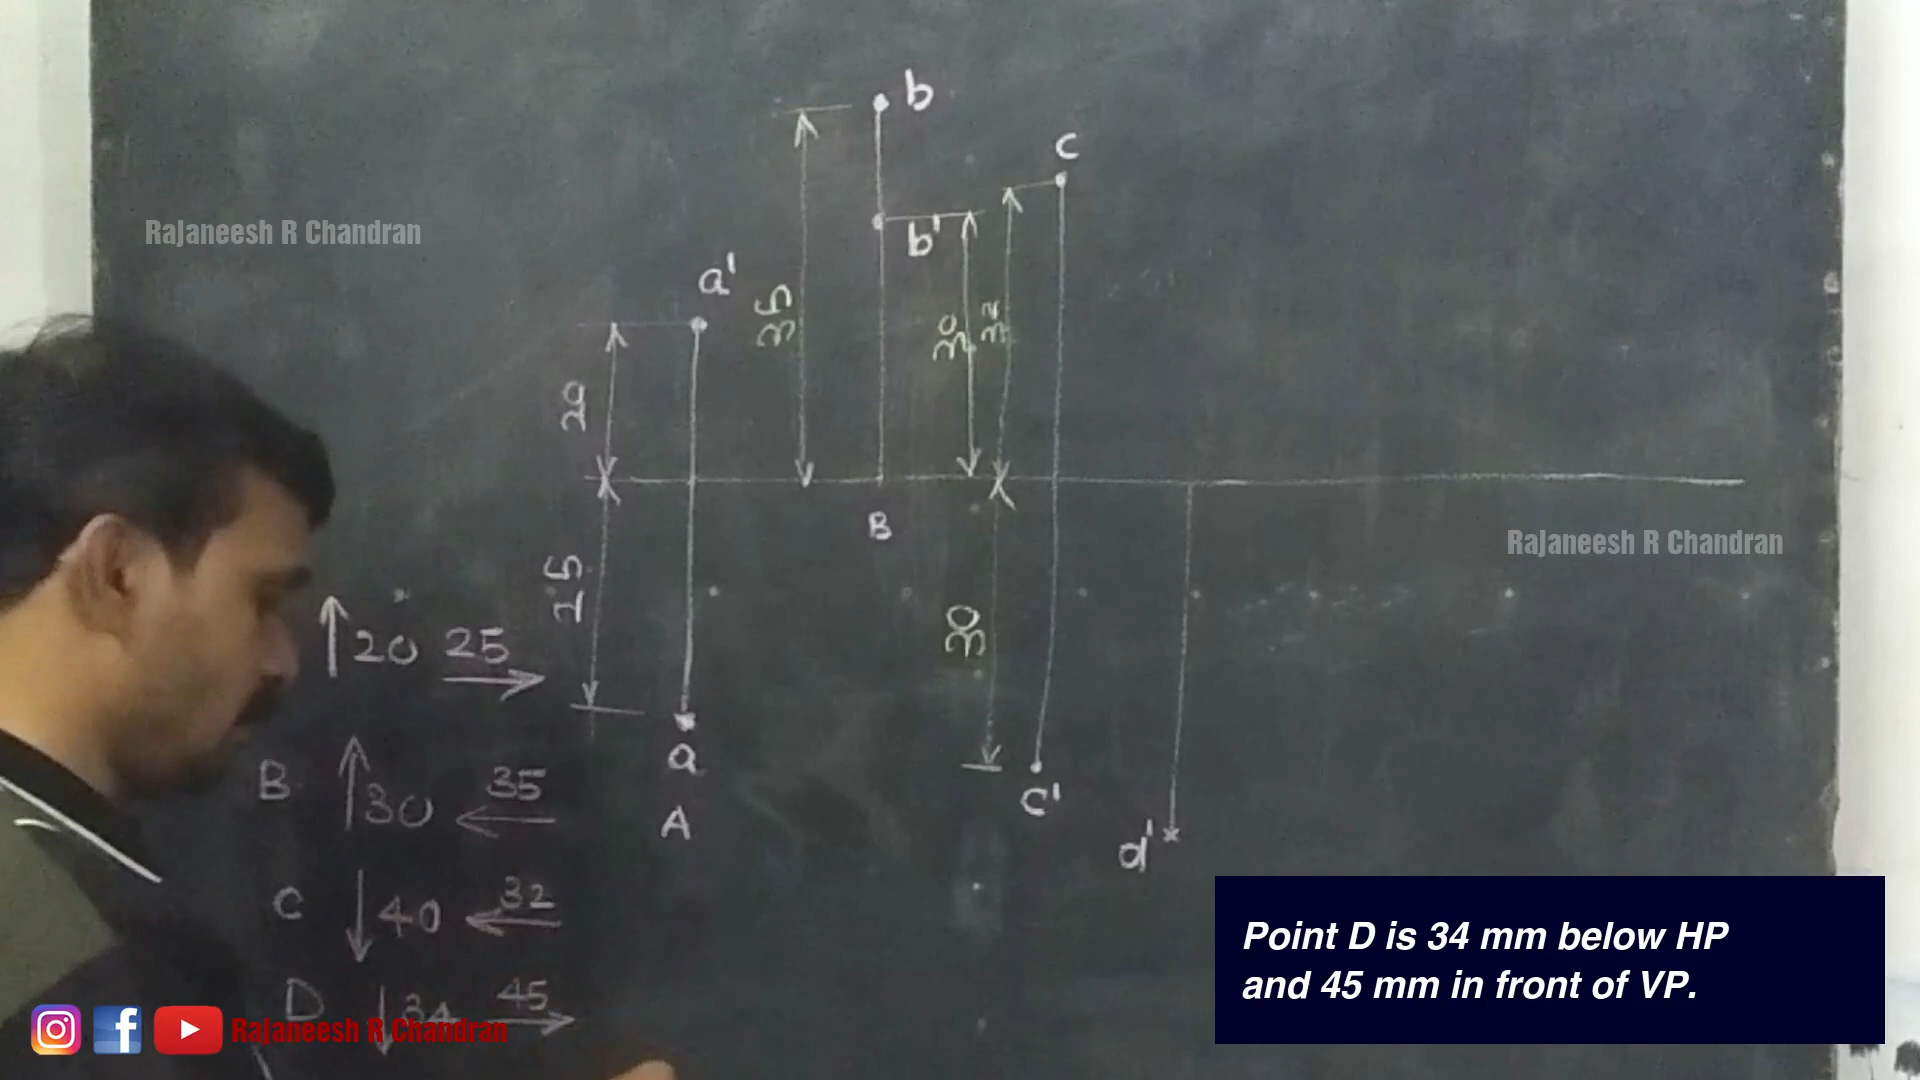 b
c
Rajaneesh R Chandran
b'
a'
35
30
32
20
B
Rajaneesh R Chandran
25
30
↑20 25→
a
B ↑30 35←
c'
A
d'
C ↓40 32←
Point D is 34 mm below HP
and 45 mm in front of VP.
D ↓34 45→
Rajaneesh R Chandran